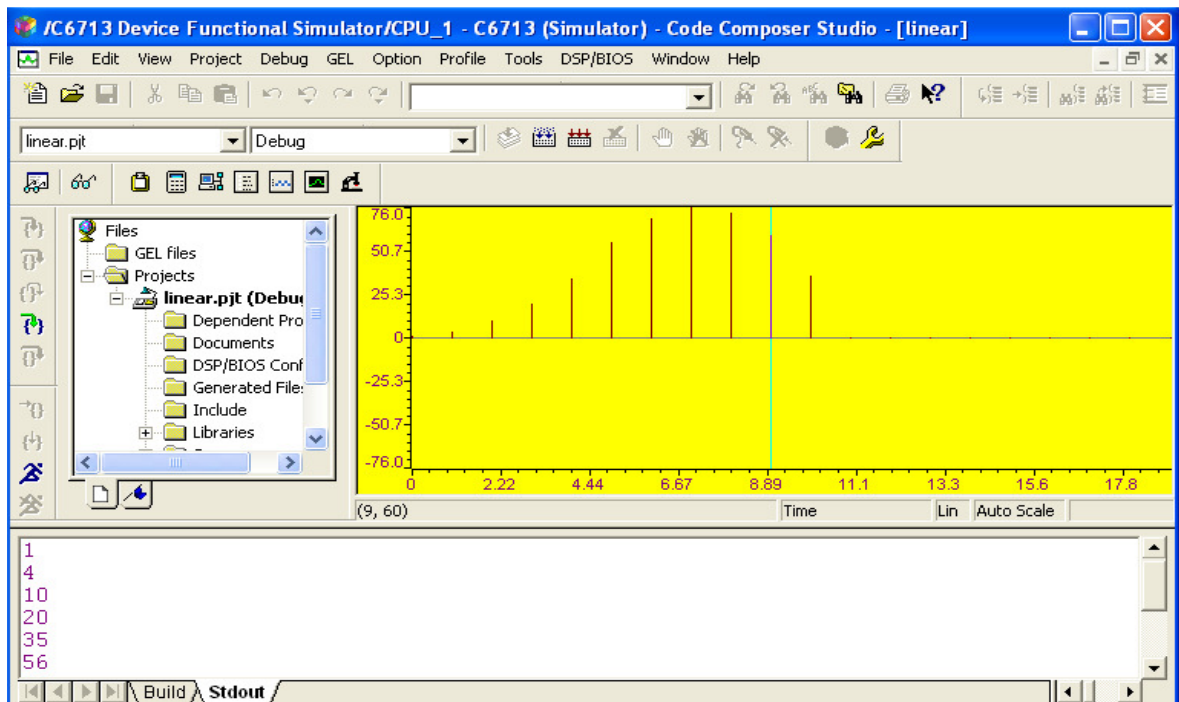 /C6713 Device Functional Simulator/CPU_1 - C6713 (Simulator) - Code Composer Studio - [linear]
File Edit View Project Debug GEL Option Profile Tools DSP/BIOS Window Help
linear.pjt Debug
Files
GEL files
Projects
linear.pjt (Debug
Dependent Pro
Documents
DSP/BIOS Conf
Generated File
Include
Libraries
76.0
50.7
25.3
0
-25.3
-50.7
-76.0
0 2.22 4.44 6.67 8.89 11.1 13.3 15.6 17.8
(9, 60) Time Lin Auto Scale
1
4
10
20
35
56
Build Stdout